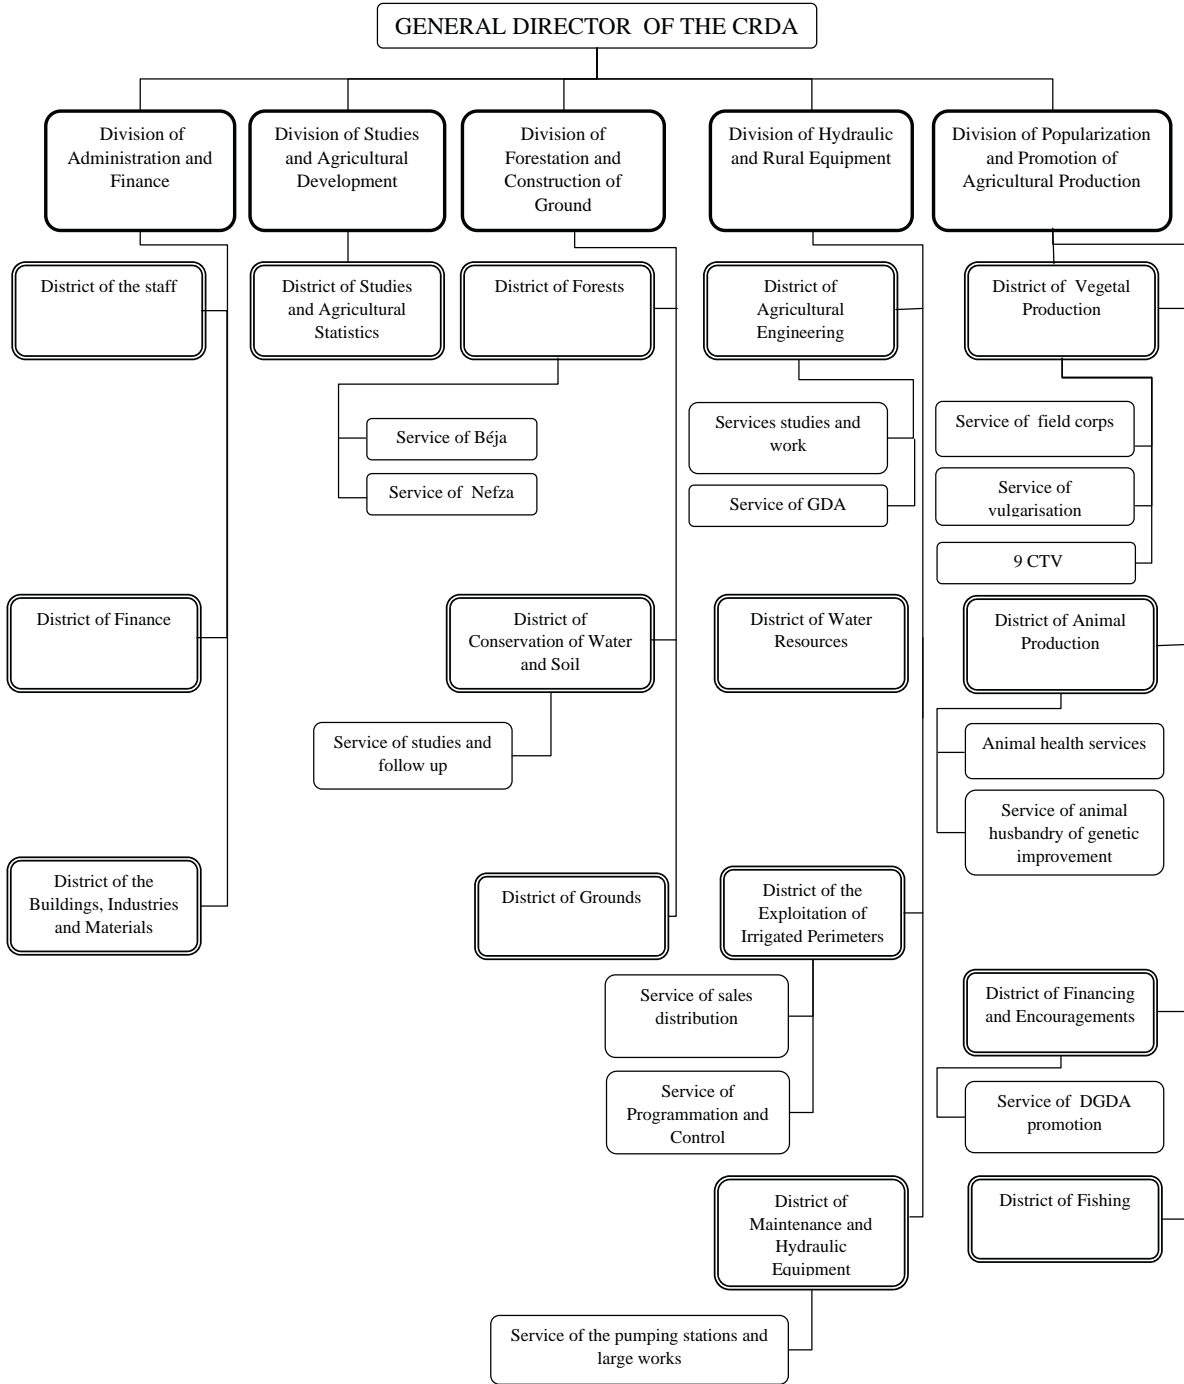 GENERAL DIRECTOR OF THE CRDA
Division of
Administration and
Finance
Division of Studies
and Agricultural
Development
Division of
Forestation and
Construction of
Ground
Division of Hydraulic
and Rural Equipment
Division of Popularization
and Promotion of
Agricultural Production
District of the staff
District of Studies
and Agricultural
Statistics
District of Forests
District of
Agricultural
Engineering
District of Vegetal
Production
Service of Béja
Service of Nefza
Services studies and
work
Service of GDA
Service of field corps
Service of
vulgarisation
9 CTV
District of Finance
District of
Conservation of Water
and Soil
District of Water
Resources
District of Animal
Production
Service of studies and
follow up
Animal health services
Service of animal
husbandry of genetic
improvement
District of the
Buildings, Industries
and Materials
District of Grounds
District of the
Exploitation of
Irrigated Perimeters
Service of sales
distribution
Service of
Programmation and
Control
District of Financing
and Encouragements
Service of DGDA
promotion
District of
Maintenance and
Hydraulic
Equipment
District of Fishing
Service of the pumping stations and
large works